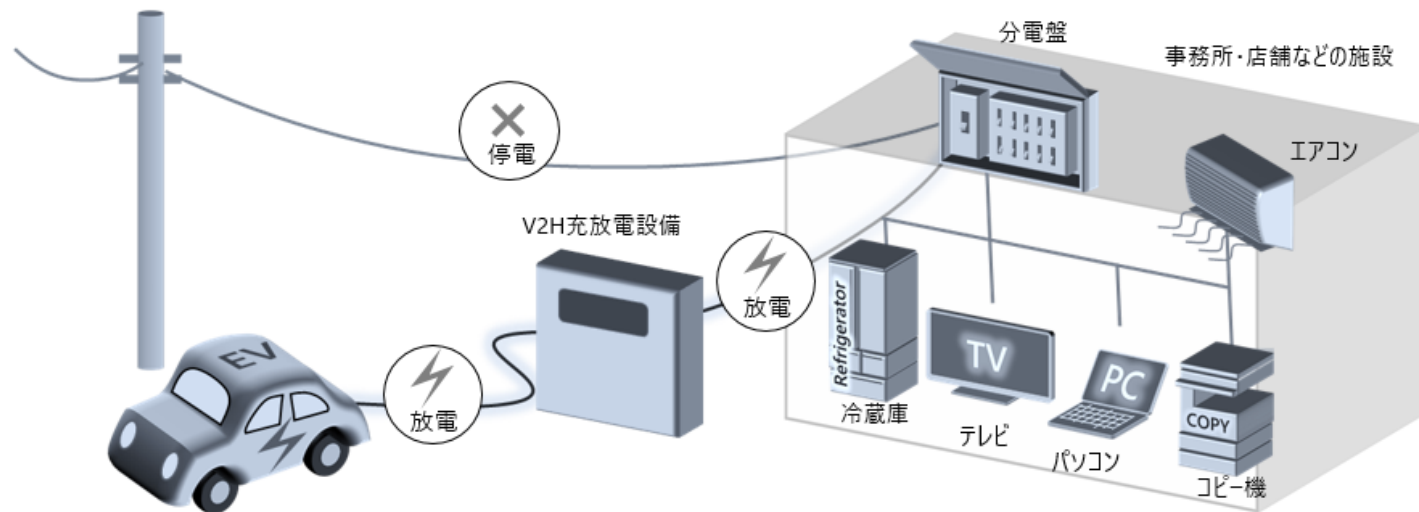 分電盤
事務所・店舗などの施設
停電
エアコン
V2H充放電設備
放電
Refrigerator
TV
PC
EV
COPY
放電
冷蔵庫
テレビ
パソコン
コピー機